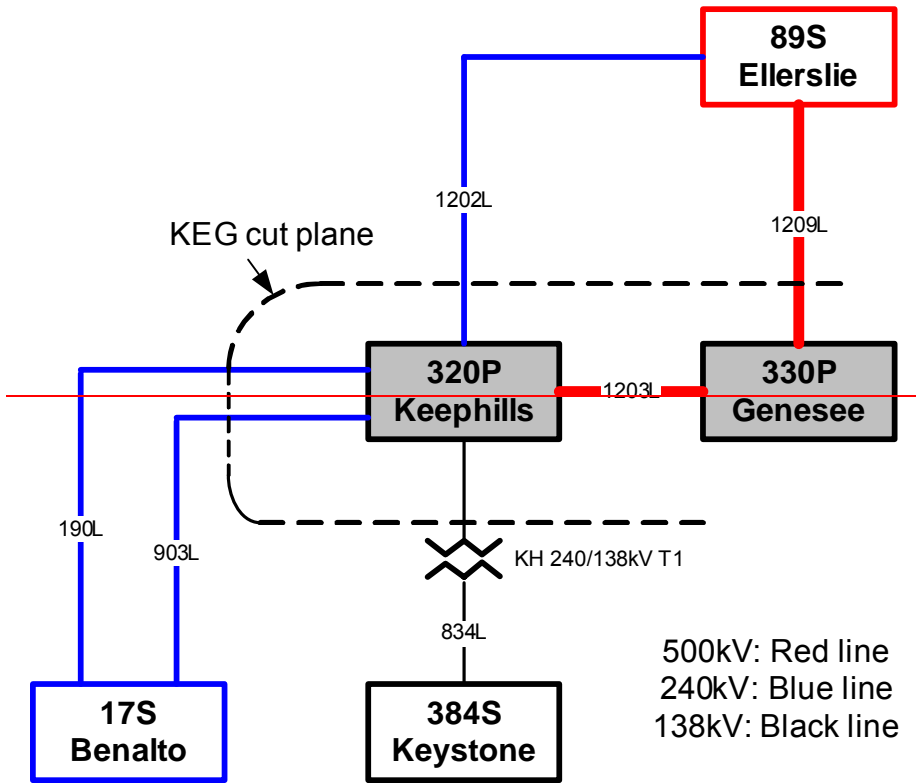 89S
Ellerslie
1202L
1209L
KEG cut plane
320P
Keephills
1203L
330P
Genesee
190L
903L
KH 240/138kV T1
834L
17S
Benalto
384S
Keystone
500kV: Red line
240kV: Blue line
138kV: Black line